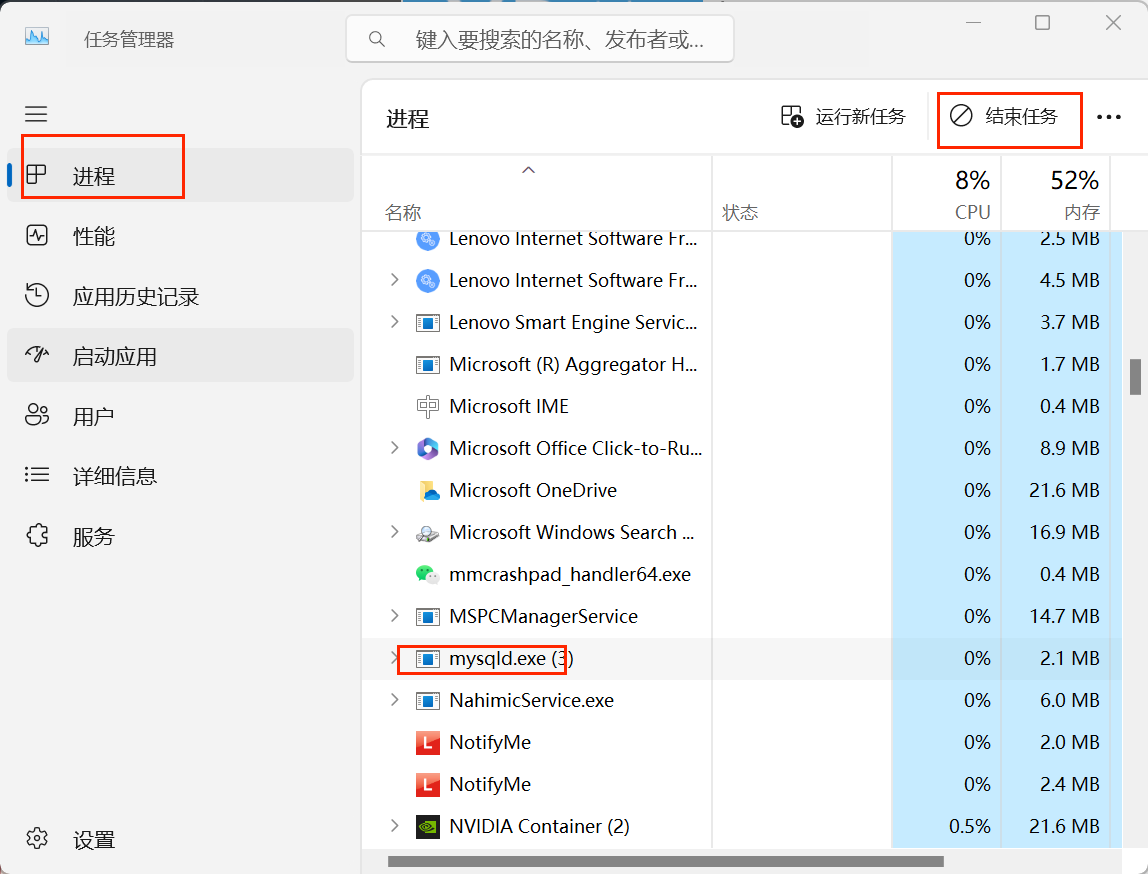 任务管理器
键入要搜索的名称、发布者或...
进程
运行新任务
结束任务
进程
性能
应用历史记录
启动应用
用户
详细信息
服务
设置
名称
状态
8%
CPU
52%
内存
Lenovo Internet Software Fr... 0% 2.5 MB
Lenovo Internet Software Fr... 0% 4.5 MB
Lenovo Smart Engine Servic... 0% 3.7 MB
Microsoft (R) Aggregator H... 0% 1.7 MB
Microsoft IME 0% 0.4 MB
Microsoft Office Click-to-Ru... 0% 8.9 MB
Microsoft OneDrive 0% 21.6 MB
Microsoft Windows Search ... 0% 16.9 MB
mmcrashpad_handler64.exe 0% 0.4 MB
MSPCManagerService 0% 14.7 MB
mysqld.exe (3) 0% 2.1 MB
NahimicService.exe 0% 6.0 MB
NotifyMe 0% 2.0 MB
NotifyMe 0% 2.4 MB
NVIDIA Container (2) 0.5% 21.6 MB